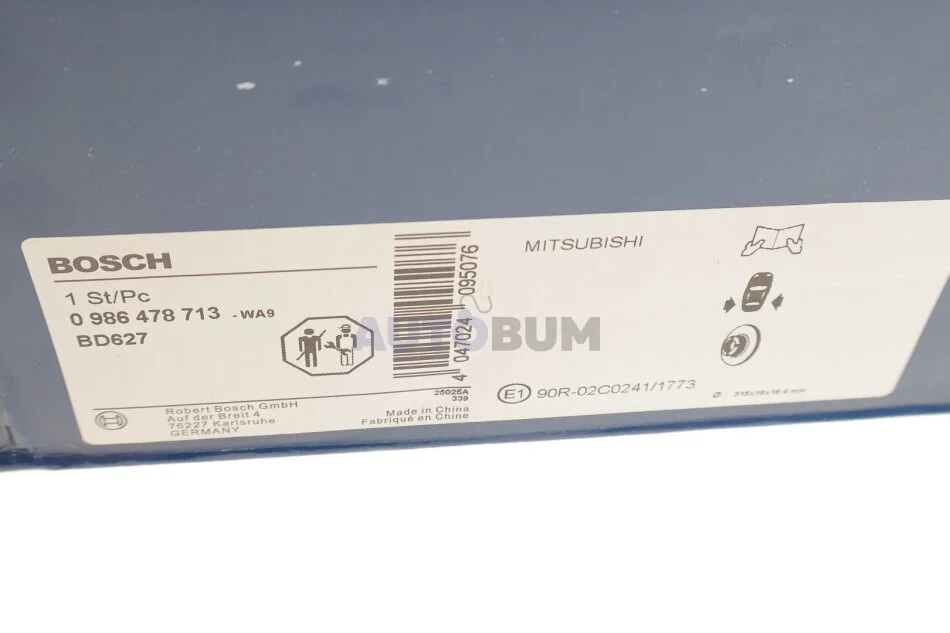 BOSCH
1 St/Pc
0 986 478 713 -WA9
BD627
Robert Bosch GmbH
Auf der Breit 4
76227 Karlsruhe
GERMANY
25025A
339
Made in China
Fabriqué en Chine
4 047024 095076
MITSUBISHI
E1 90R-02C0241/1773
AUTOBUM